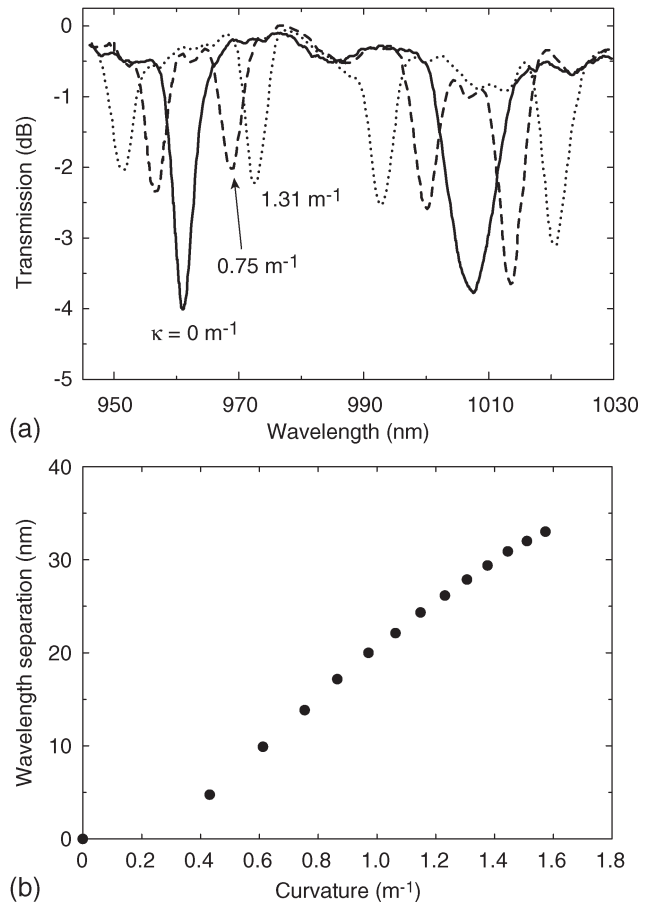 0
-1
-2
-3
-4
-5
Transmission (dB)
1.31 m-1
0.75 m-1
κ = 0 m-1
950 970 990 1010 1030
Wavelength (nm)
(a)
40
30
20
10
0
Wavelength separation (nm)
0 0.2 0.4 0.6 0.8 1.0 1.2 1.4 1.6 1.8
Curvature (m-1)
(b)